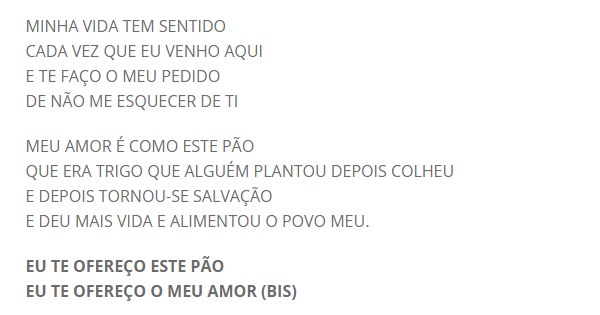 MINHA VIDA TEM SENTIDO
CADA VEZ QUE EU VENHO AQUI
E TE FAÇO O MEU PEDIDO
DE NÃO ME ESQUECER DE TI
MEU AMOR É COMO ESTE PÃO
QUE ERA TRIGO QUE ALGUÉM PLANTOU DEPOIS COLHEU
E DEPOIS TORNOU-SE SALVAÇÃO
E DEU MAIS VIDA E ALIMENTOU O POVO MEU.
EU TE OFEREÇO ESTE PÃO
EU TE OFEREÇO O MEU AMOR (BIS)